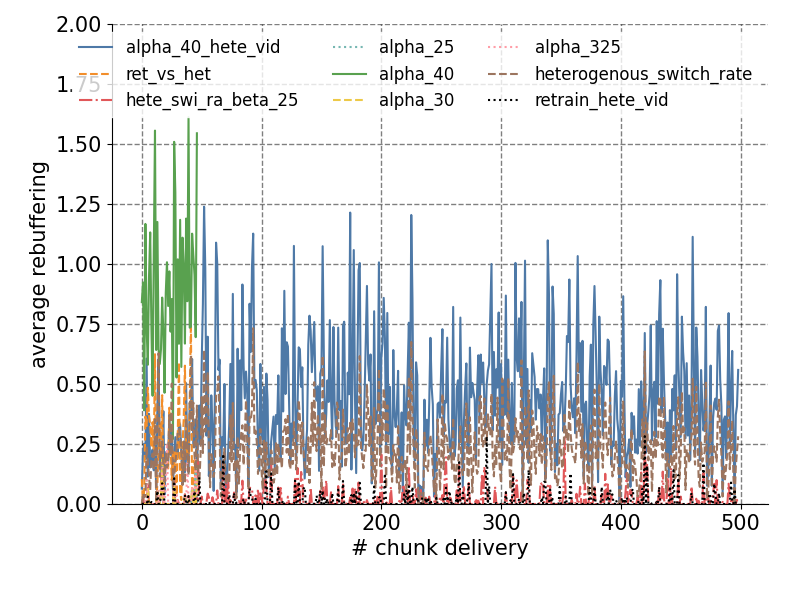 2.00
alpha_40_hete_vid alpha_25 alpha_325
ret_vs_het alpha_40 heterogenous_switch_rate
1.75
hete_swi_ra_beta_25 alpha_30 retrain_hete_vid
1.50
1.25
1.00
0.75
0.50
0.25
0.00
average rebuffering
0 100 200 300 400 500
# chunk delivery